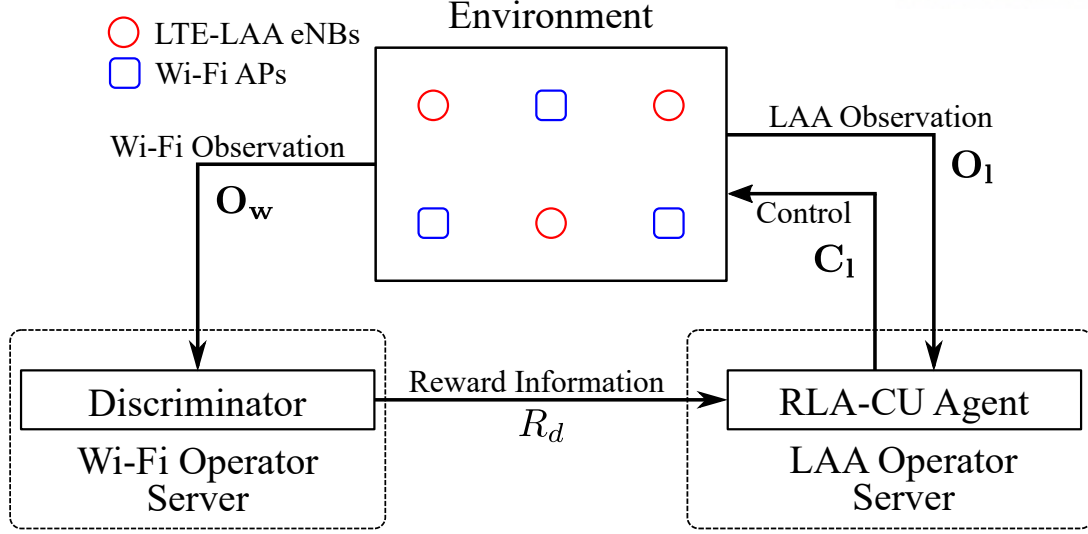 Environment
LTE-LAA eNBs
Wi-Fi APs
Wi-Fi Observation
O_w
LAA Observation
O_l
Control
C_l
Discriminator
Wi-Fi Operator
Server
Reward Information
R_d
RLA-CU Agent
LAA Operator
Server